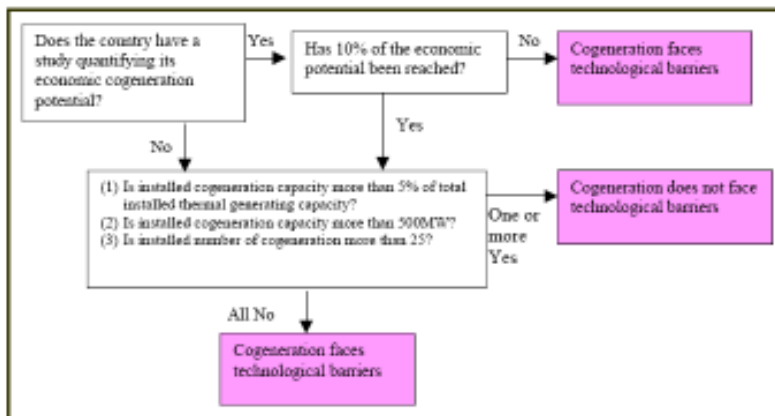 Does the country have a
study quantifying its
economic cogeneration
potential?
Yes
Has 10% of the economic
potential been reached?
No
Cogeneration faces
technological barriers
No
Yes
(1) Is installed cogeneration capacity more than 5% of total
installed thermal generating capacity?
(2) Is installed cogeneration capacity more than 500MW?
(3) Is installed number of cogeneration more than 25?
One or
more
Yes
Cogeneration does not face
technological barriers
All No
Cogeneration faces
technological barriers